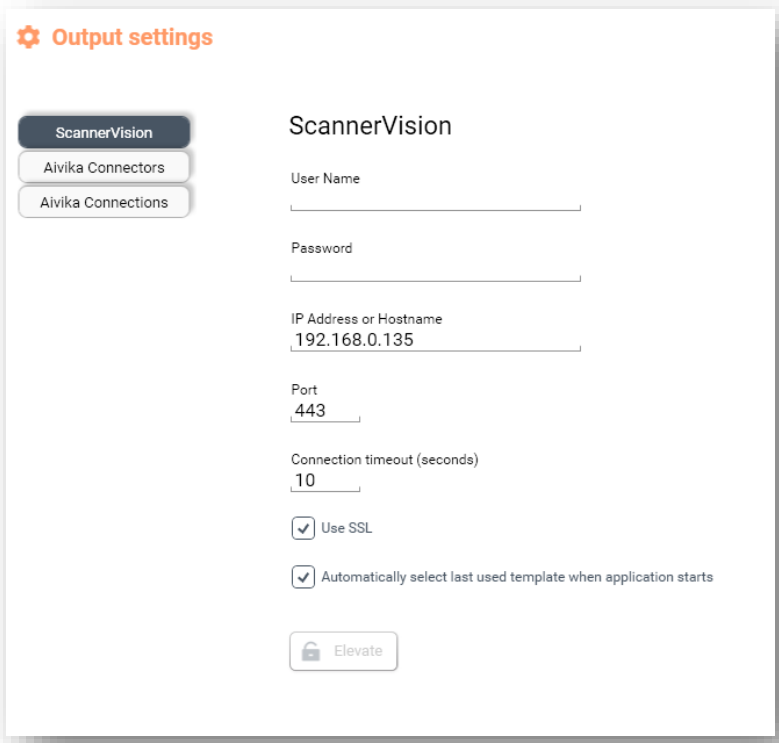 Output settings
ScannerVision
Aivika Connectors
Aivika Connections
ScannerVision
User Name
Password
IP Address or Hostname
192.168.0.135
Port
443
Connection timeout (seconds)
10
Use SSL
Automatically select last used template when application starts
Elevate